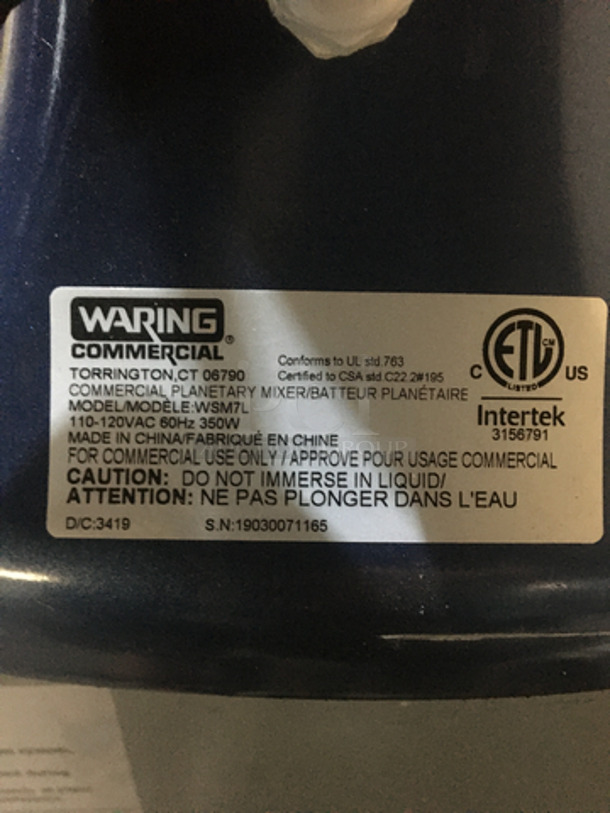 WARING
COMMERCIAL®
TORRINGTON,CT 06790
Conforms to UL std.763
Certified to CSA std.C22.2#195
COMMERCIAL PLANETARY MIXER/BATTEUR PLANÉTAIRE
MODEL/MODÈLE:WSM7L
110-120VAC 60Hz 350W
MADE IN CHINA/FABRIQUÉ EN CHINE
FOR COMMERCIAL USE ONLY / APPROVE POUR USAGE COMMERCIAL
CAUTION: DO NOT IMMERSE IN LIQUID/
ATTENTION: NE PAS PLONGER DANS L'EAU
D/C:3419 S.N:19030071165
ETL CM
LISTED
C US
Intertek
3156791